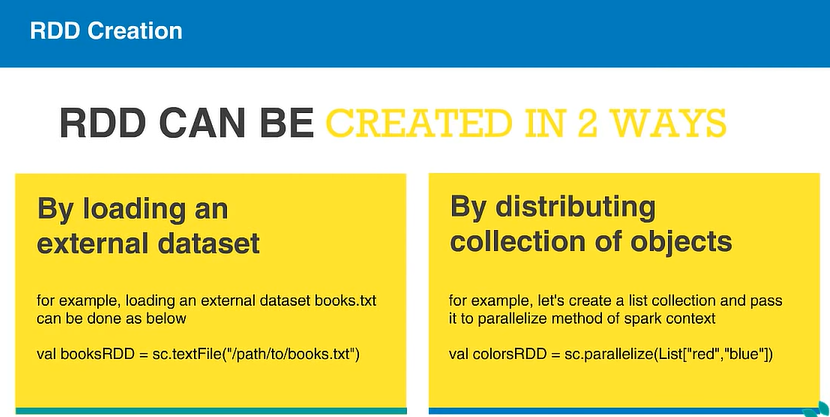 RDD Creation
RDD CAN BE CREATED IN 2 WAYS
By loading an
external dataset
for example, loading an external dataset books.txt
can be done as below
val booksRDD = sc.textFile("/path/to/books.txt")
By distributing
collection of objects
for example, let's create a list collection and pass
it to parallelize method of spark context
val colorsRDD = sc.parallelize(List["red","blue"])